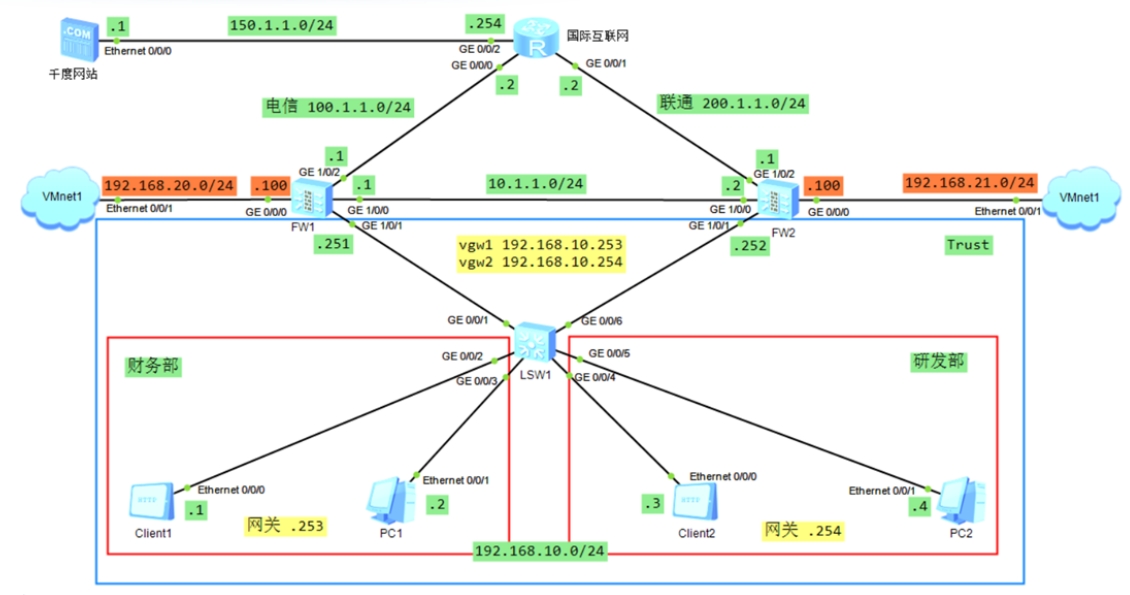 .COM
.1
150.1.1.0/24
.254
国际互联网
R
Ethernet 0/0/0
GE 0/0/2
千度网站
GE 0/0/0
GE 0/0/1
.2
.2
电信 100.1.1.0/24
联通 200.1.1.0/24
.1
.1
GE 1/0/2
GE 1/0/2
VMnet1
192.168.20.0/24
.100
.1
10.1.1.0/24
.2
.100
192.168.21.0/24
VMnet1
Ethernet 0/0/1
GE 0/0/0
GE 1/0/0
GE 1/0/0
GE 0/0/0
Ethernet 0/0/1
FW1
GE 1/0/1
GE 1/0/1
FW2
.251
vgw1 192.168.10.253
vgw2 192.168.10.254
.252
Trust
GE 0/0/1
GE 0/0/6
财务部
GE 0/0/2
GE 0/0/5
研发部
GE 0/0/3
LSW1
GE 0/0/4
HTTP
Ethernet 0/0/0
.1
Ethernet 0/0/1
.2
Ethernet 0/0/0
.3
HTTP
Ethernet 0/0/1
.4
Client1
网关 .253
PC1
Client2
网关 .254
PC2
192.168.10.0/24